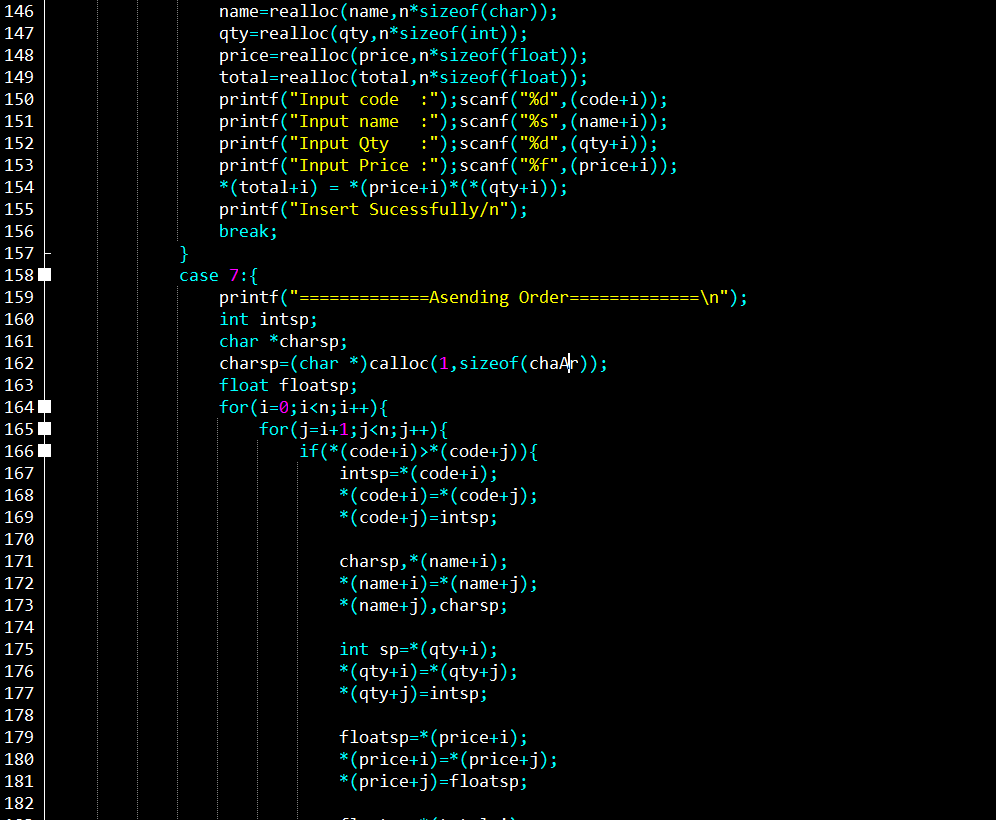 146 name=realloc(name,n*sizeof(char));
147 qty=realloc(qty,n*sizeof(int));
148 price=realloc(price,n*sizeof(float));
149 total=realloc(total,n*sizeof(float));
150 printf("Input code  :");scanf("%d",(code+i));
151 printf("Input name  :");scanf("%s",(name+i));
152 printf("Input Qty   :");scanf("%d",(qty+i));
153 printf("Input Price :");scanf("%f",(price+i));
154 *(total+i) = *(price+i)*(*(qty+i));
155 printf("Insert Sucessfully/n");
156 break;
157 }
158 case 7:{
159 printf("=============Asending Order=============\n");
160 int intsp;
161 char *charsp;
162 charsp=(char *)calloc(1,sizeof(chaAr));
163 float floatsp;
164 for(i=0;i<n;i++){
165 for(j=i+1;j<n;j++){
166 if(*(code+i)>*(code+j)){
167 intsp=*(code+i);
168 *(code+i)=*(code+j);
169 *(code+j)=intsp;
170
171 charsp,*(name+i);
172 *(name+i)=*(name+j);
173 *(name+j),charsp;
174
175 int sp=*(qty+i);
176 *(qty+i)=*(qty+j);
177 *(qty+j)=intsp;
178
179 floatsp=*(price+i);
180 *(price+i)=*(price+j);
181 *(price+j)=floatsp;
182